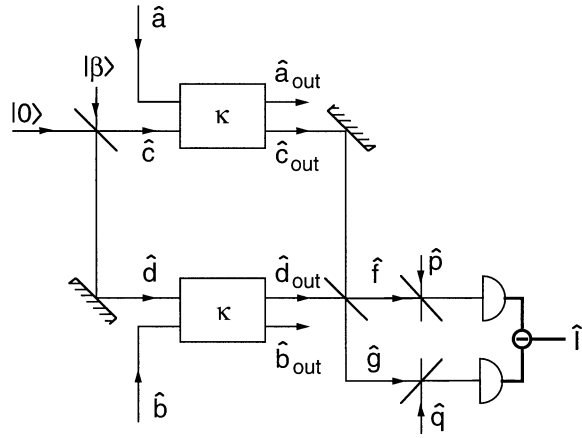 â
|β⟩
|0⟩
κ
â_out
ĉ
ĉ_out
d̂
κ
d̂_out
f̂
p̂
b̂_out
ĝ
Î
b̂
q̂